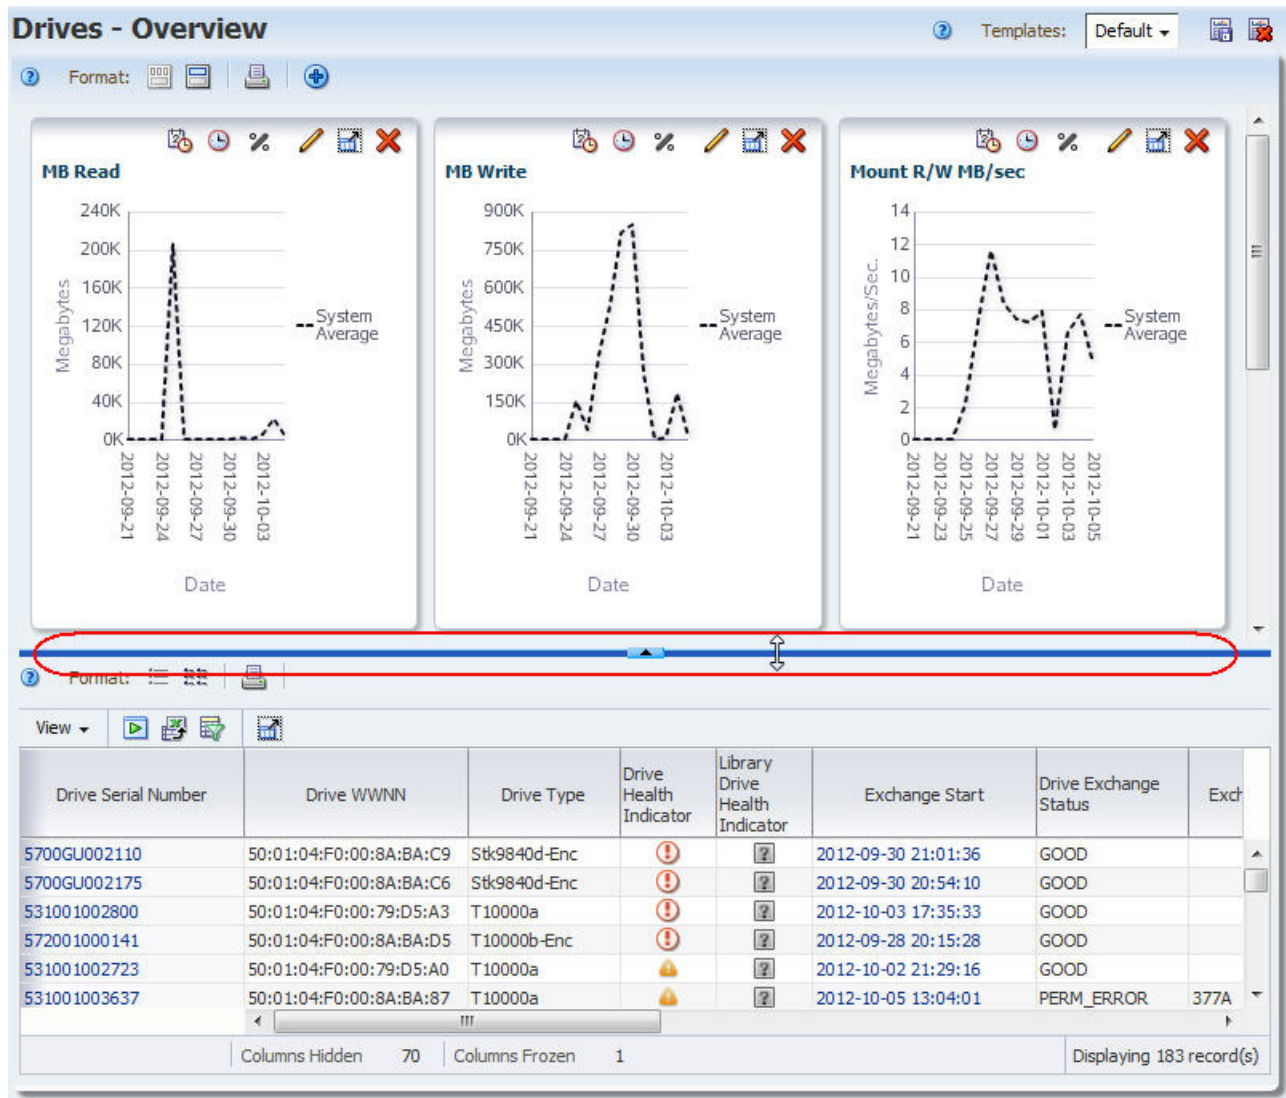 Drives - Overview
Templates: Default
Format:
MB Read
240K
200K
160K
120K
80K
40K
0K
Megabytes
System
Average
2012-09-21
2012-09-24
2012-09-27
2012-09-30
2012-10-03
Date
MB Write
900K
750K
600K
450K
300K
150K
0K
Megabytes
System
Average
2012-09-21
2012-09-24
2012-09-27
2012-09-30
2012-10-03
Date
Mount R/W MB/sec
14
12
10
8
6
4
2
0
Megabytes/Sec.
System
Average
2012-09-21
2012-09-23
2012-09-25
2012-09-27
2012-09-29
2012-10-01
2012-10-03
2012-10-05
Date
Format:
View
Drive Serial Number
Drive WWNN
Drive Type
Drive
Health
Indicator
Library
Drive
Health
Indicator
Exchange Start
Drive Exchange
Status
Exch
5700GU002110 50:01:04:F0:00:8A:BA:C9 Stk9840d-Enc 2012-09-30 21:01:36 GOOD
5700GU002175 50:01:04:F0:00:8A:BA:C6 Stk9840d-Enc 2012-09-30 20:54:10 GOOD
531001002800 50:01:04:F0:00:79:D5:A3 T10000a 2012-10-03 17:35:33 GOOD
572001000141 50:01:04:F0:00:8A:BA:D5 T10000b-Enc 2012-09-28 20:15:28 GOOD
531001002723 50:01:04:F0:00:79:D5:A0 T10000a 2012-10-02 21:29:16 GOOD
531001003637 50:01:04:F0:00:8A:BA:87 T10000a 2012-10-05 13:04:01 PERM_ERROR 377A
Columns Hidden 70 Columns Frozen 1 Displaying 183 record(s)